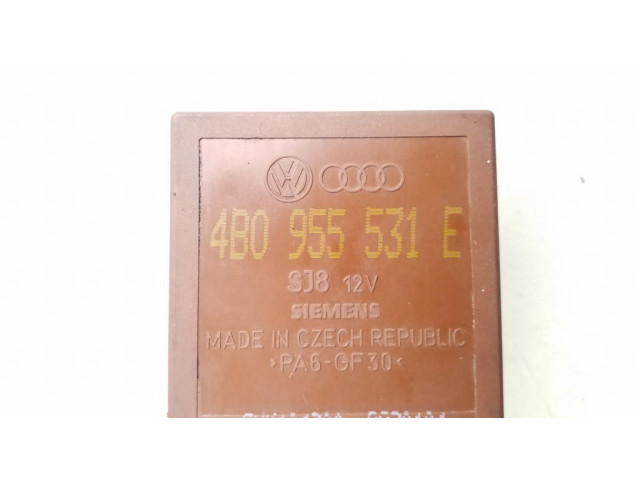 4B0 955 531 E
SJ8 12V
SIEMENS
MADE IN CZECH REPUBLIC
>PA6-GF30<